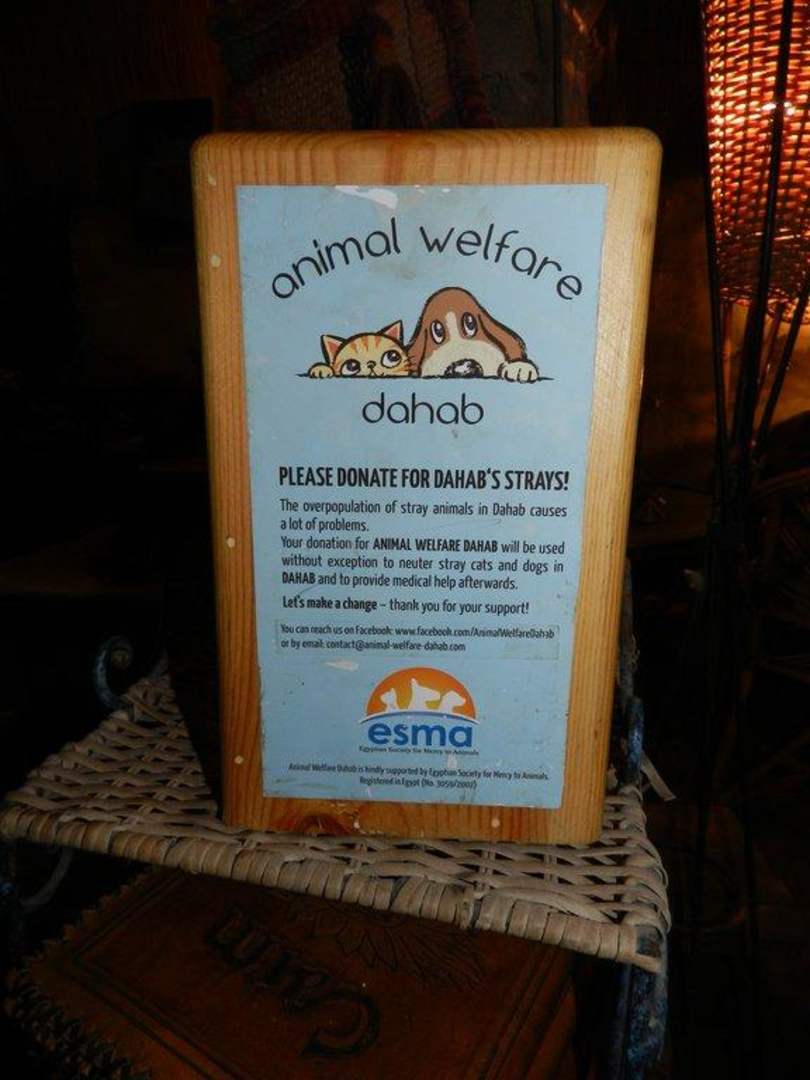 animal welfare
dahab
PLEASE DONATE FOR DAHAB'S STRAYS!
The overpopulation of stray animals in Dahab causes
a lot of problems.
Your donation for ANIMAL WELFARE DAHAB will be used
without exception to neuter stray cats and dogs in
DAHAB and to provide medical help afterwards.
Let's make a change – thank you for your support!
You can reach us on Facebook: www.facebook.com/AnimalWelfareDahab
or by email: contact@animal-welfare-dahab.com
esma
Egyptian Society for Mercy to Animals
Animal Welfare Dahab is kindly supported by Egyptian Society for Mercy to Animals.
Registered in Egypt (No. 3059/2007)